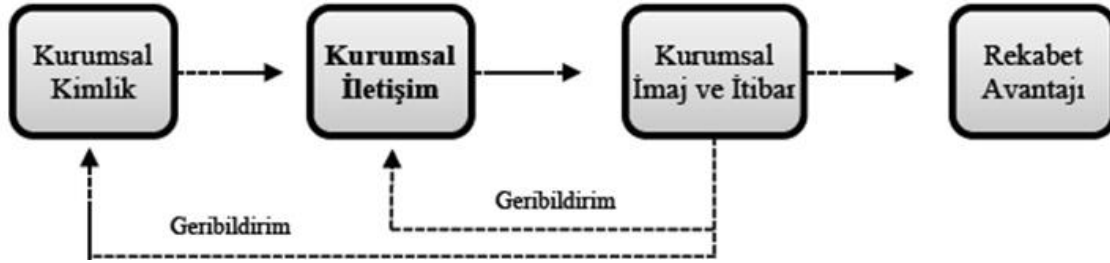 Kurumsal
Kimlik
Kurumsal
İletişim
Kurumsal
İmaj ve İtibar
Rekabet
Avantajı
Geribildirim
Geribildirim